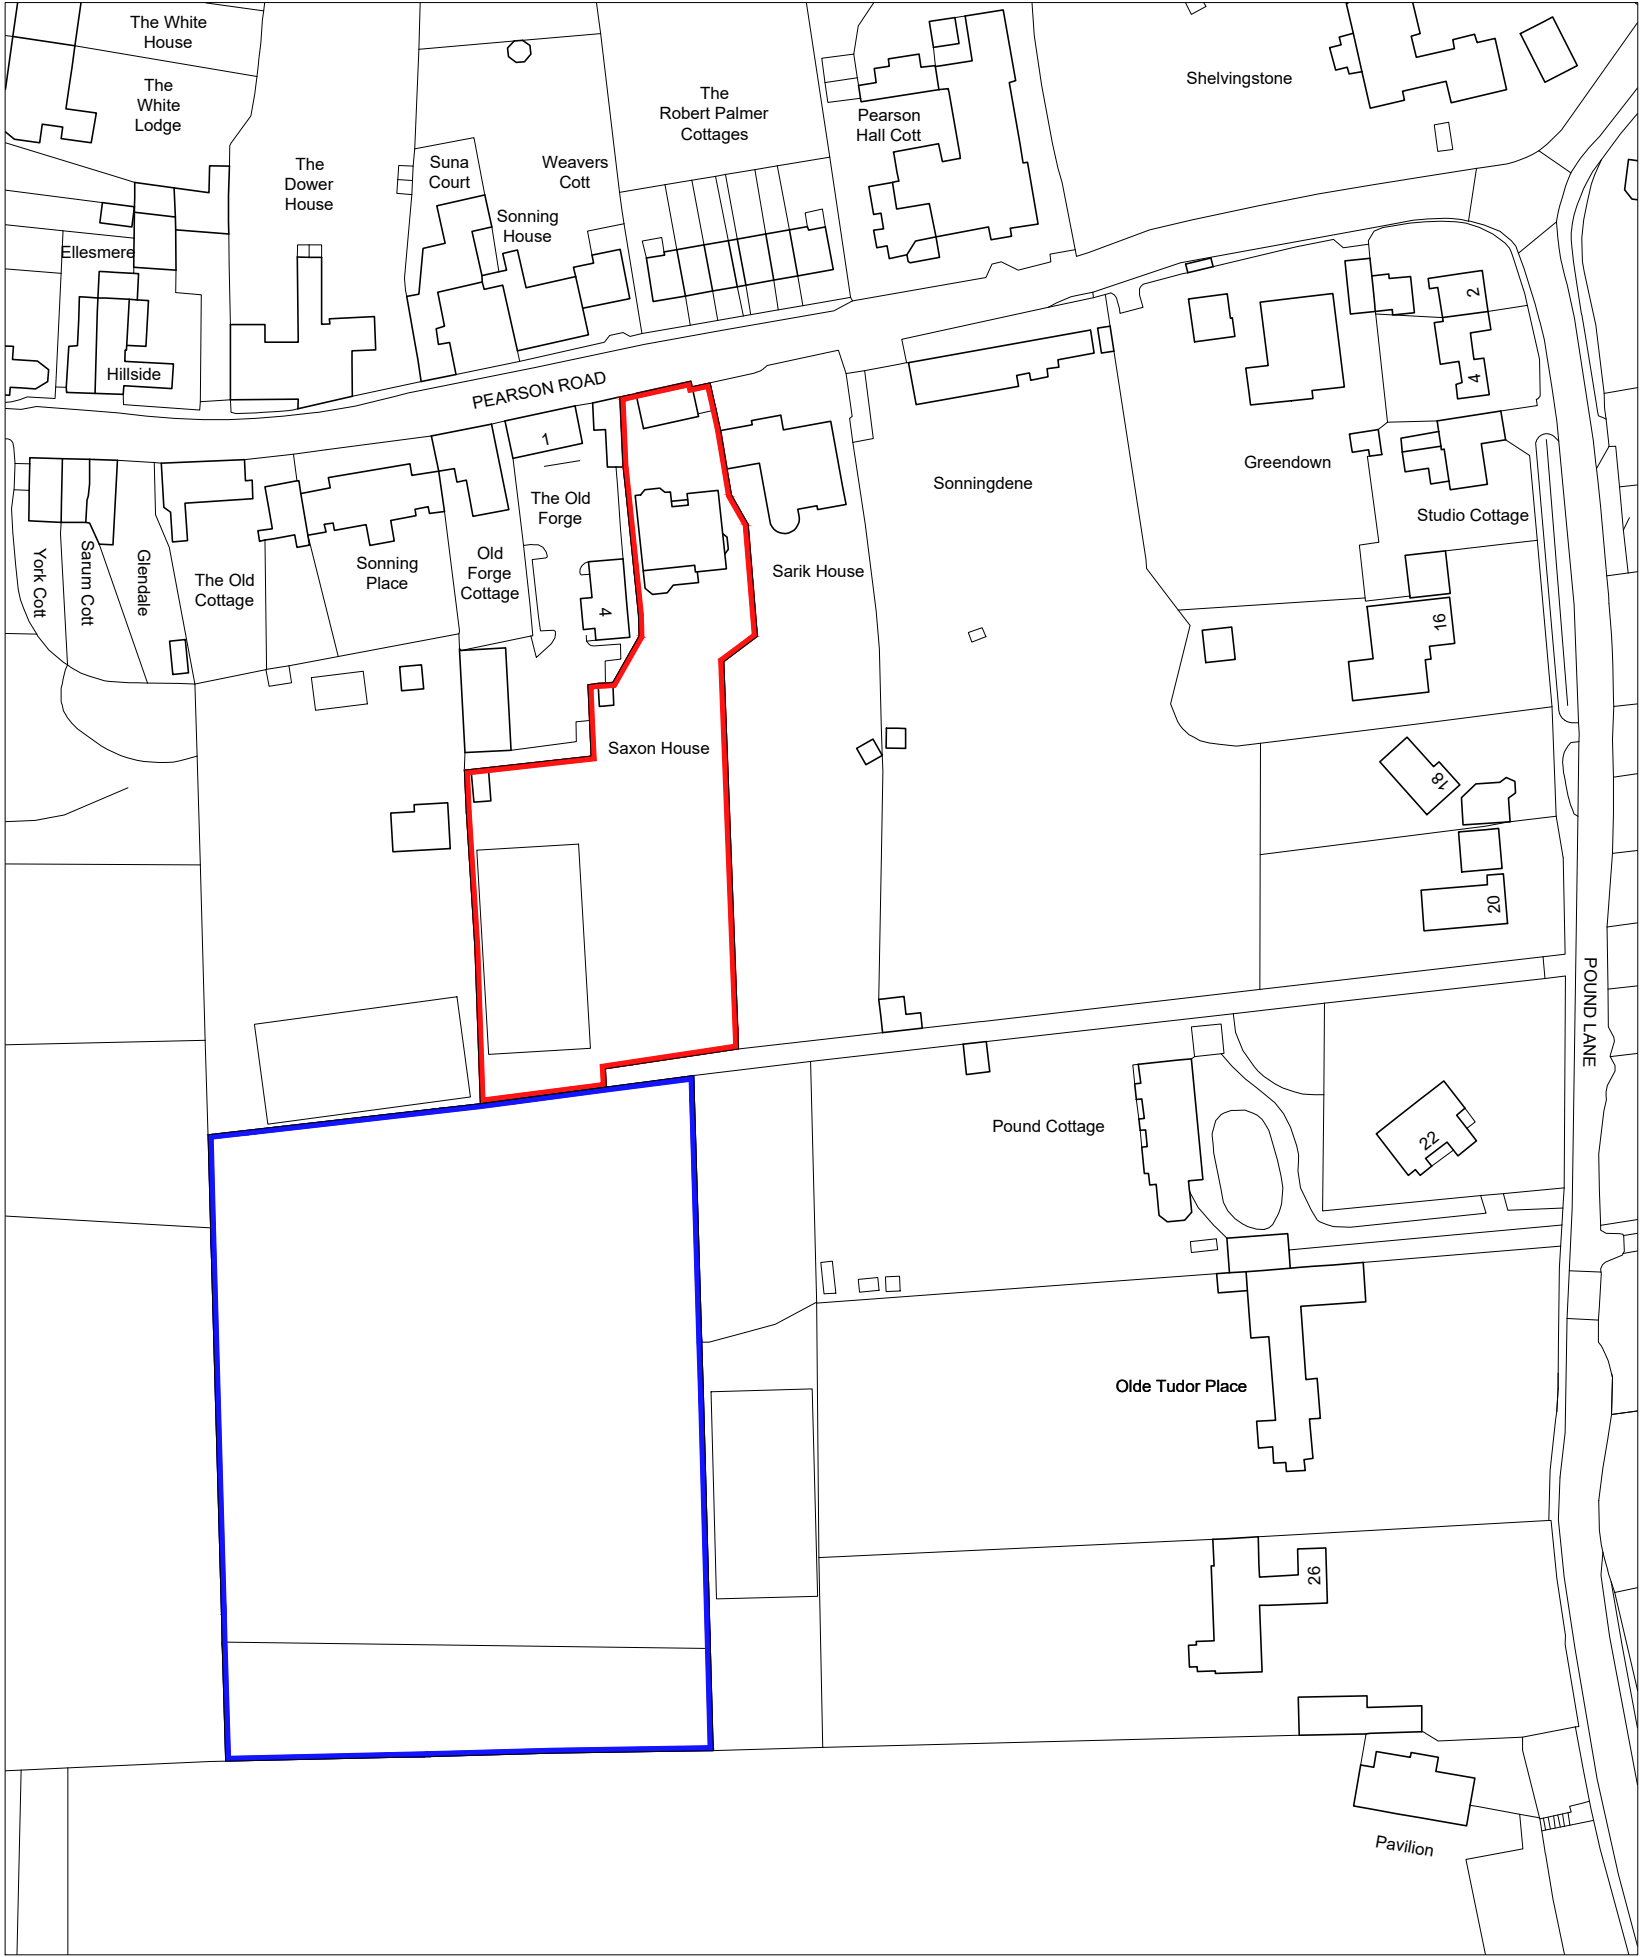 The White
House
The
White
Lodge
The
Dower
House
Suna
Court
Weavers
Cott
Sonning
House
The
Robert Palmer
Cottages
Pearson
Hall Cott
Shelvingstone
Ellesmere
Hillside
PEARSON ROAD
1
2
4
The Old
Forge
Sonningdene
Greendown
Studio Cottage
York Cott
Sarum Cott
Glendale
The Old
Cottage
Sonning
Place
Old
Forge
Cottage
4
Sarik House
16
Saxon House
18
20
POUND LANE
Pound Cottage
22
Olde Tudor Place
26
Pavilion